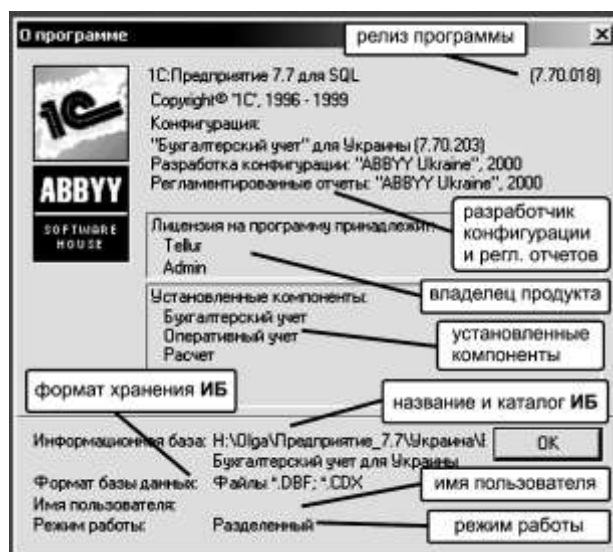 О программе
релиз программы
1С:Предприятие 7.7 для SQL
(7.70.018)
Copyright© "1С", 1996 - 1999
Конфигурация:
"Бухгалтерский учет" для Украины (7.70.203)
Разработка конфигурации: "ABBYY Ukraine", 2000
Регламентированные отчеты: "ABBYY Ukraine", 2000
1С
ABBYY
SOFTWARE
HOUSE
разработчик
конфигурации
и регл. отчетов
Лицензия на программу принадлежит:
Tellur
Admin
владелец продукта
Установленные компоненты:
Бухгалтерский учет
Оперативный учет
Расчет
установленные
компоненты
формат хранения ИБ
название и каталог ИБ
Информационная база: H:\Olga\Предприятие_7.7\Украина\
OK
Бухгалтерский учет для Украины
Формат базы данных: Файлы *.DBF; *.CDX
имя пользователя
Имя пользователя:
Режим работы: Разделенный
режим работы